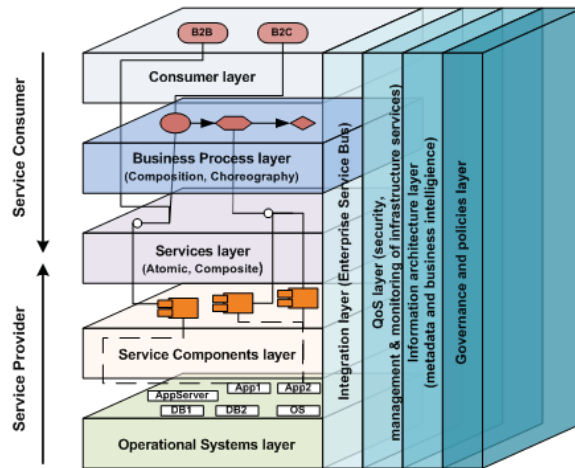 B2B
B2C
Consumer layer
Business Process layer
(Composition, Choreography)
Services layer
(Atomic, Composite)
Service Components layer
App1
App2
AppServer
DB1
DB2
OS
Operational Systems layer
Service Consumer
Service Provider
Integration layer (Enterprise Service Bus)
QoS layer (security,
management & monitoring of infrastructure services)
Information architecture layer
(metadata and business intelligience)
Governance and policies layer